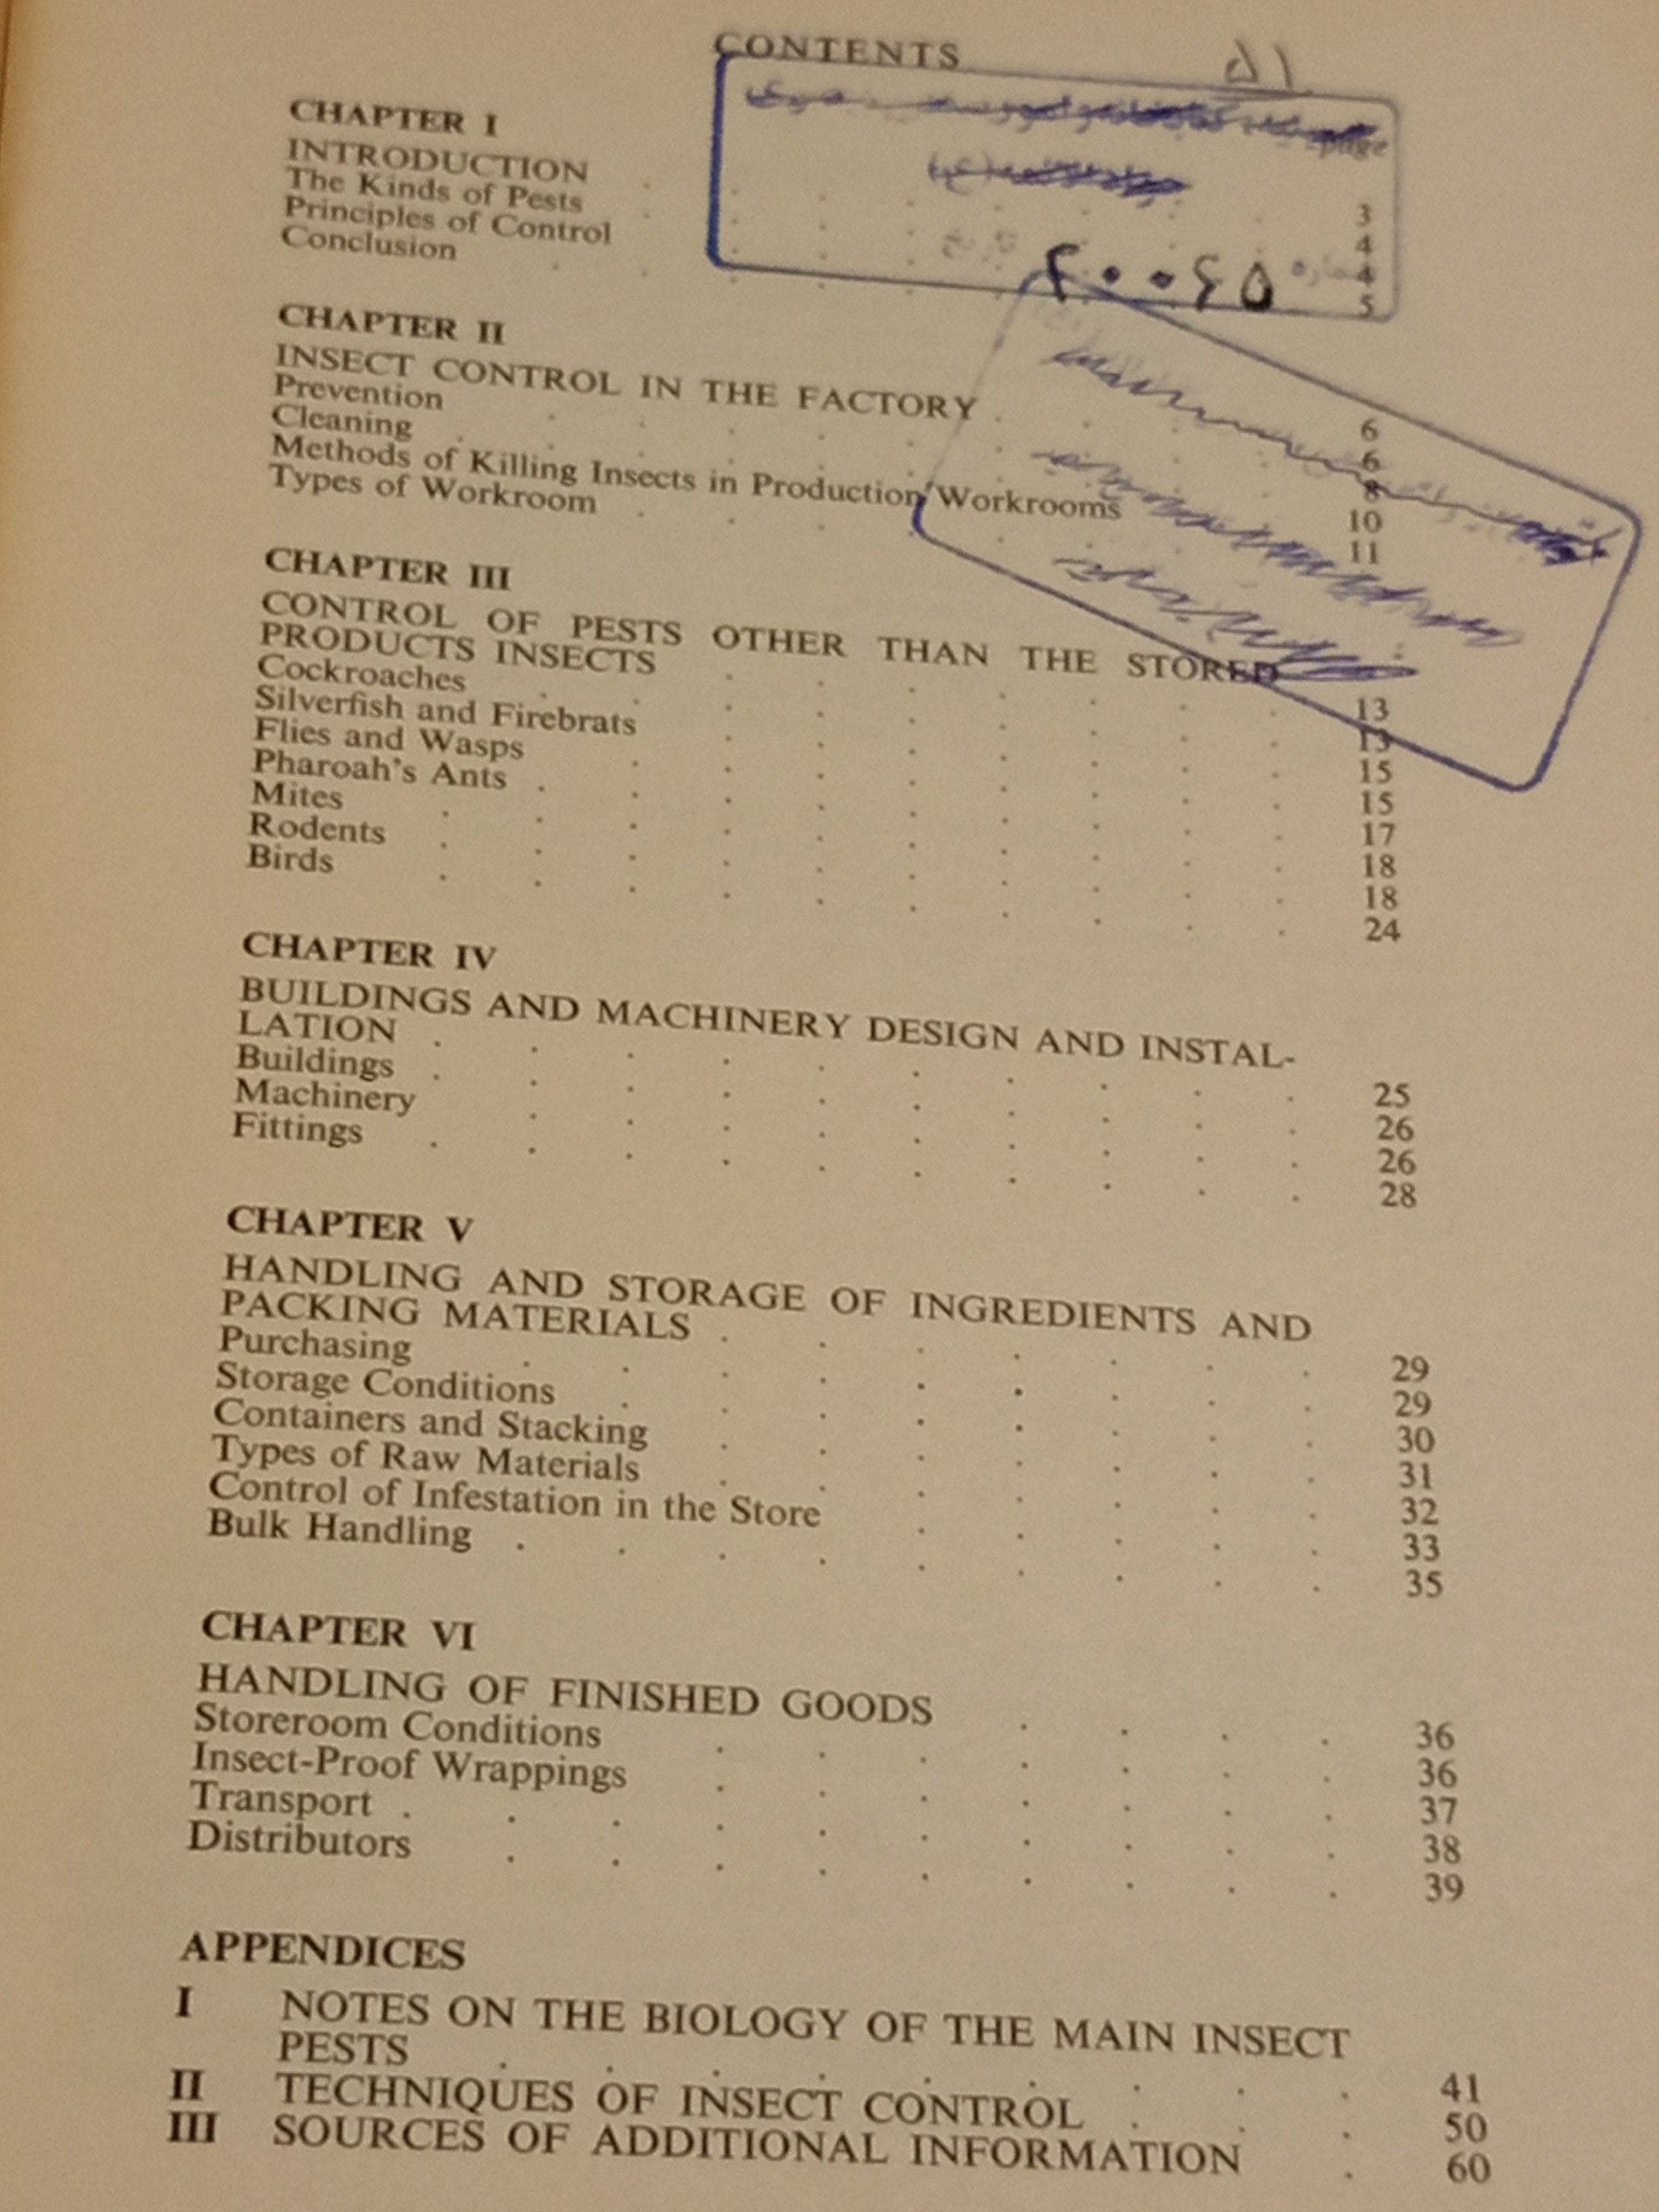 CONTENTS
۵۱
page
CHAPTER I
INTRODUCTION . 3
The Kinds of Pests . 4
Principles of Control 4
Conclusion . 5
تاریخ
شماره
۴۰۰۶۵
CHAPTER II
INSECT CONTROL IN THE FACTORY . 6
Prevention . 6
Cleaning . 8
Methods of Killing Insects in Production Workrooms 10
Types of Workroom . 11
CHAPTER III
CONTROL OF PESTS OTHER THAN THE STORED
PRODUCTS INSECTS . 13
Cockroaches . 13
Silverfish and Firebrats . 15
Flies and Wasps . 15
Pharoah's Ants . 17
Mites . 18
Rodents . 18
Birds . 24
CHAPTER IV
BUILDINGS AND MACHINERY DESIGN AND INSTAL-
LATION . 25
Buildings . 26
Machinery . 26
Fittings . 28
CHAPTER V
HANDLING AND STORAGE OF INGREDIENTS AND
PACKING MATERIALS . 29
Purchasing . 29
Storage Conditions . 30
Containers and Stacking . 31
Types of Raw Materials . 32
Control of Infestation in the Store . 33
Bulk Handling . 35
CHAPTER VI
HANDLING OF FINISHED GOODS . 36
Storeroom Conditions . 36
Insect-Proof Wrappings . 37
Transport . 38
Distributors . 39
APPENDICES
I NOTES ON THE BIOLOGY OF THE MAIN INSECT
PESTS . 41
II TECHNIQUES OF INSECT CONTROL . 50
III SOURCES OF ADDITIONAL INFORMATION . 60